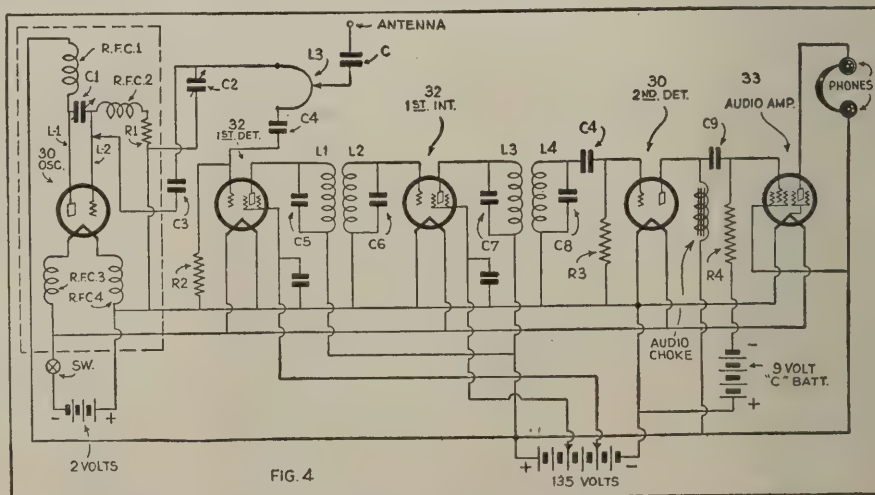 ANTENNA
R.F.C.1
L3
C
C1
R.F.C.2
C2
R1
C4
L-1
L-2
30
OSC.
32
1ST. DET.
32
1ST. INT.
30
2ND. DET.
33
AUDIO AMP.
PHONES
L1
L2
L3
L4
C4
C9
C3
C5
C6
C7
C8
R2
R3
R4
R.F.C.3
R.F.C.4
SW.
AUDIO
CHOKE
-
9 VOLT
"C" BATT.
+
- +
2 VOLTS
+ -
135 VOLTS
FIG. 4